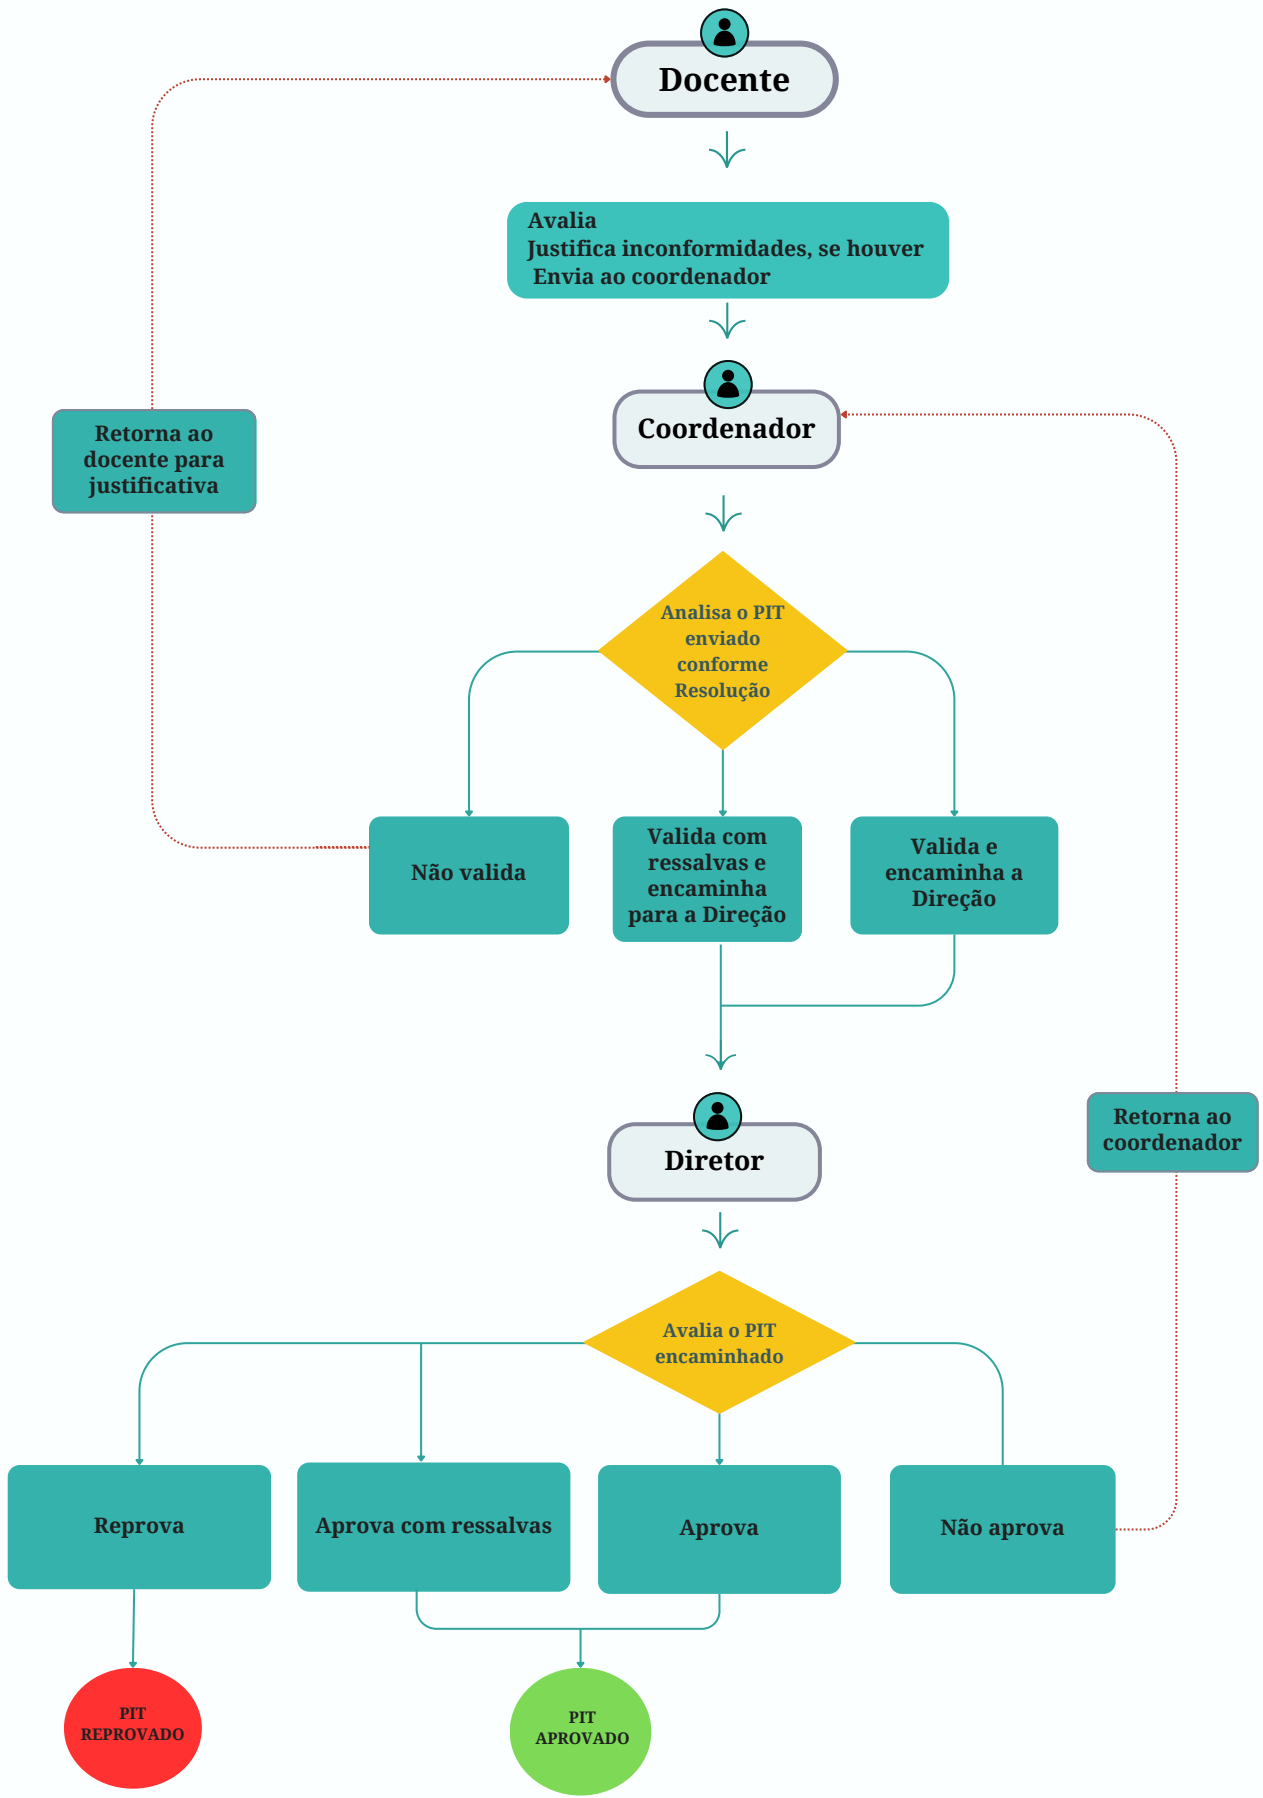 Docente
Avalia
Justifica inconformidades, se houver
Envia ao coordenador
Coordenador
Retorna ao
docente para
justificativa
Analisa o PIT
enviado
conforme
Resolução
Não valida
Valida com
ressalvas e
encaminha
para a Direção
Valida e
encaminha a
Direção
Diretor
Retorna ao
coordenador
Avalia o PIT
encaminhado
Reprova
Aprova com ressalvas
Aprova
Não aprova
PIT
REPROVADO
PIT
APROVADO